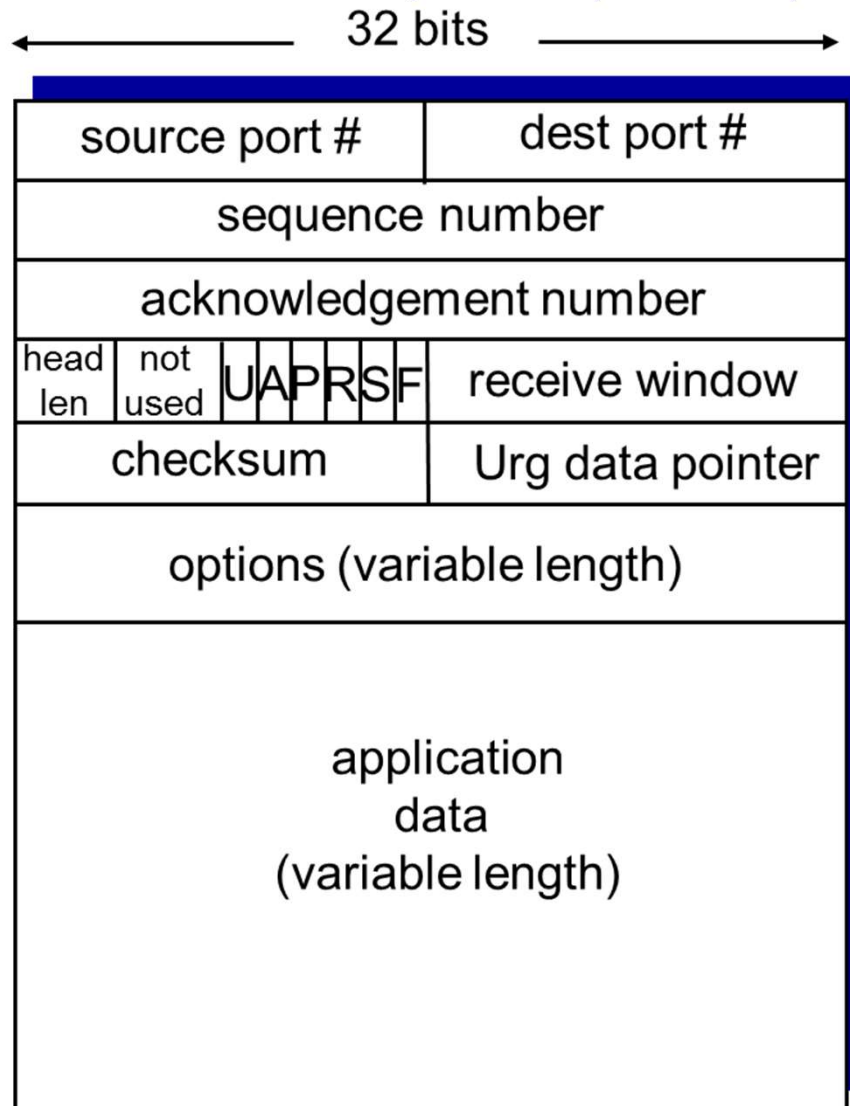 32 bits
source port # dest port #
sequence number
acknowledgement number
head len not used U A P R S F receive window
checksum Urg data pointer
options (variable length)
application
data
(variable length)